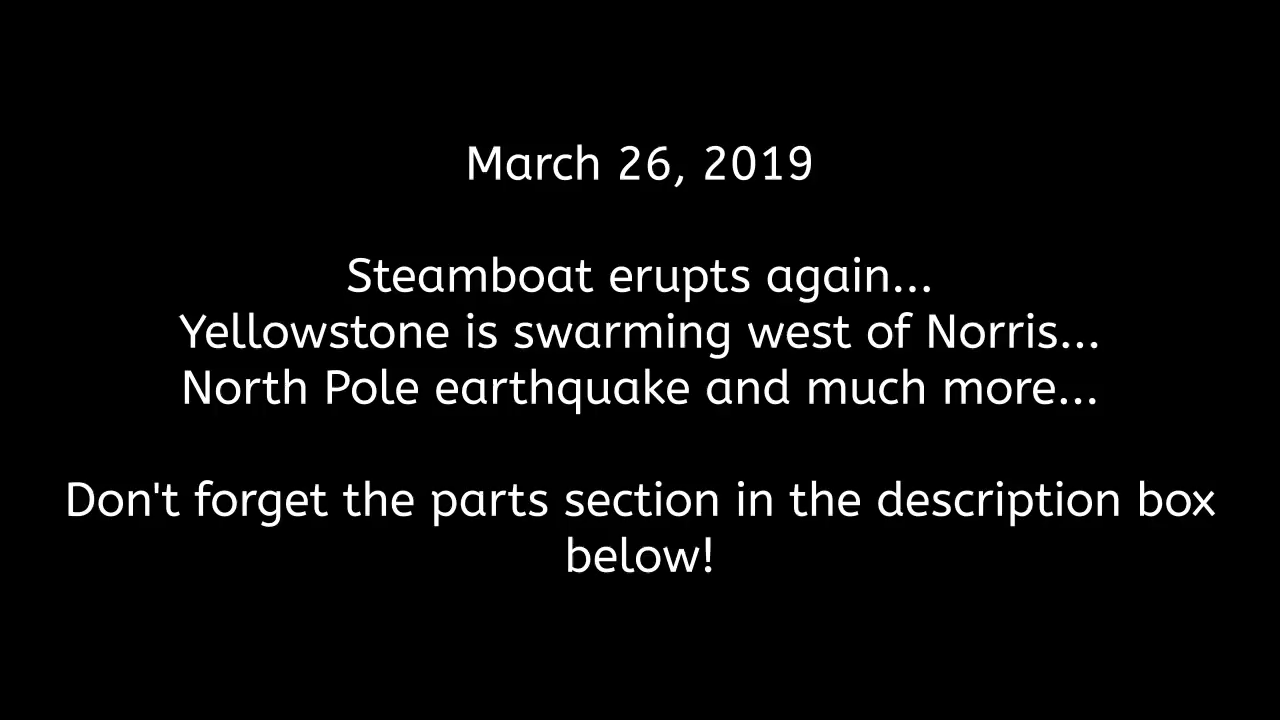 March 26, 2019
Steamboat erupts again...
Yellowstone is swarming west of Norris...
North Pole earthquake and much more...
Don't forget the parts section in the description box
below!